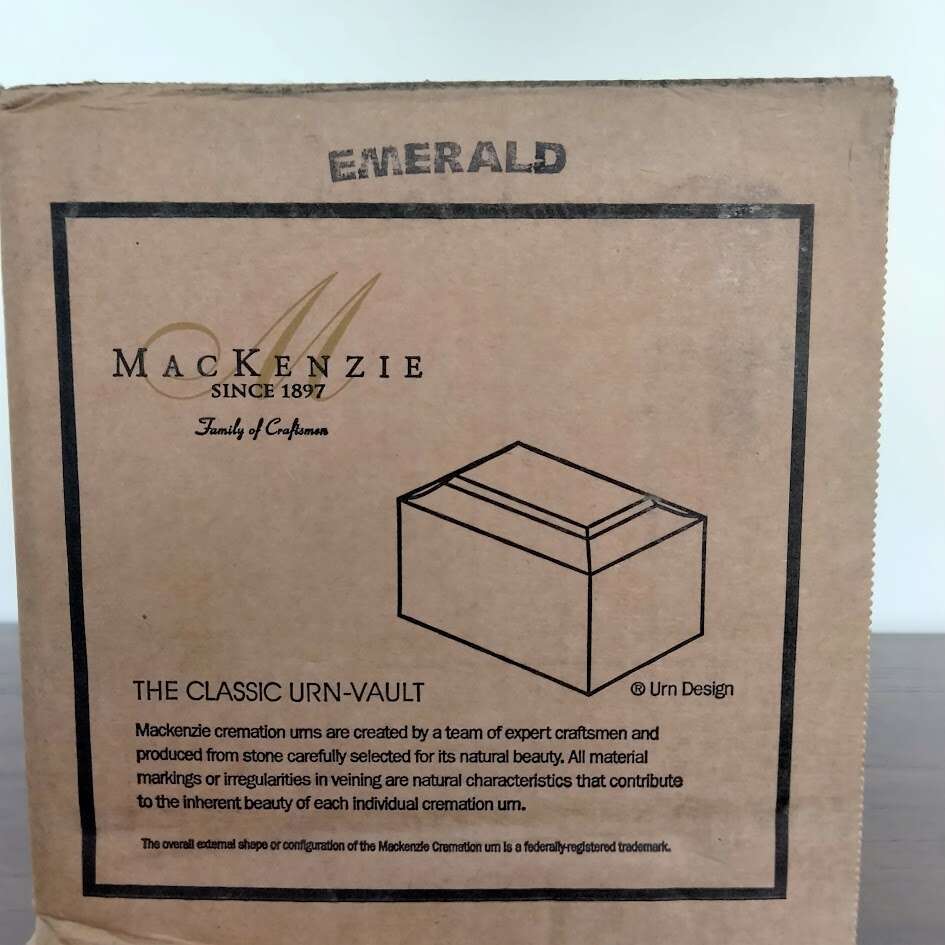 EMERALD
MACKENZIE
SINCE 1897
Family of Craftsmen
THE CLASSIC URN-VAULT
® Urn Design
Mackenzie cremation urns are created by a team of expert craftsmen and
produced from stone carefully selected for its natural beauty. All material
markings or irregularities in veining are natural characteristics that contribute
to the inherent beauty of each individual cremation urn.
The overall external shape or configuration of the Mackenzie Cremation urn is a federally-registered trademark.